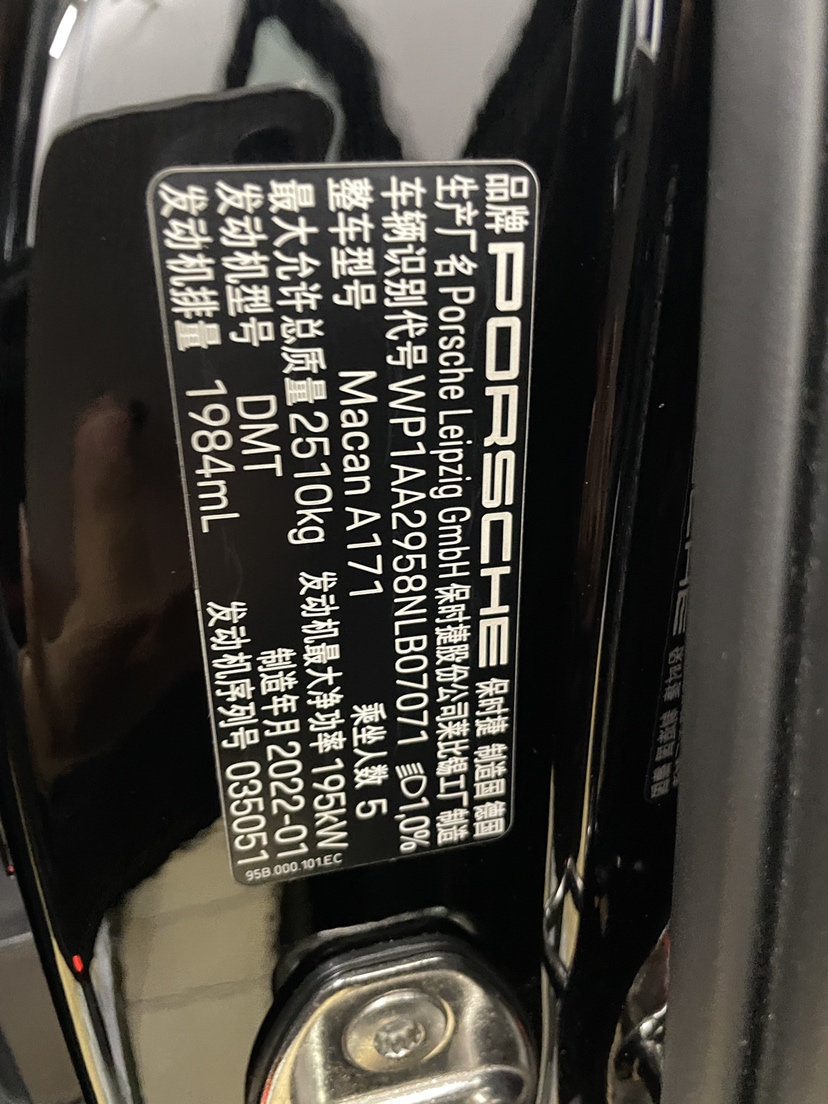 品牌 PORSCHE 保时捷 制造国 德国
生产厂名 Porsche Leipzig GmbH 保时捷股份公司莱比锡工厂制造
车辆识别代号 WP1AA2958NLB07071 1,0%
整车型号 Macan A171 乘坐人数 5
最大允许总质量 2510kg 发动机最大净功率 195kW
发动机型号 DMT 制造年月 2022-01
发动机排量 1984mL 发动机序列号 035051
95B.000.101.EC